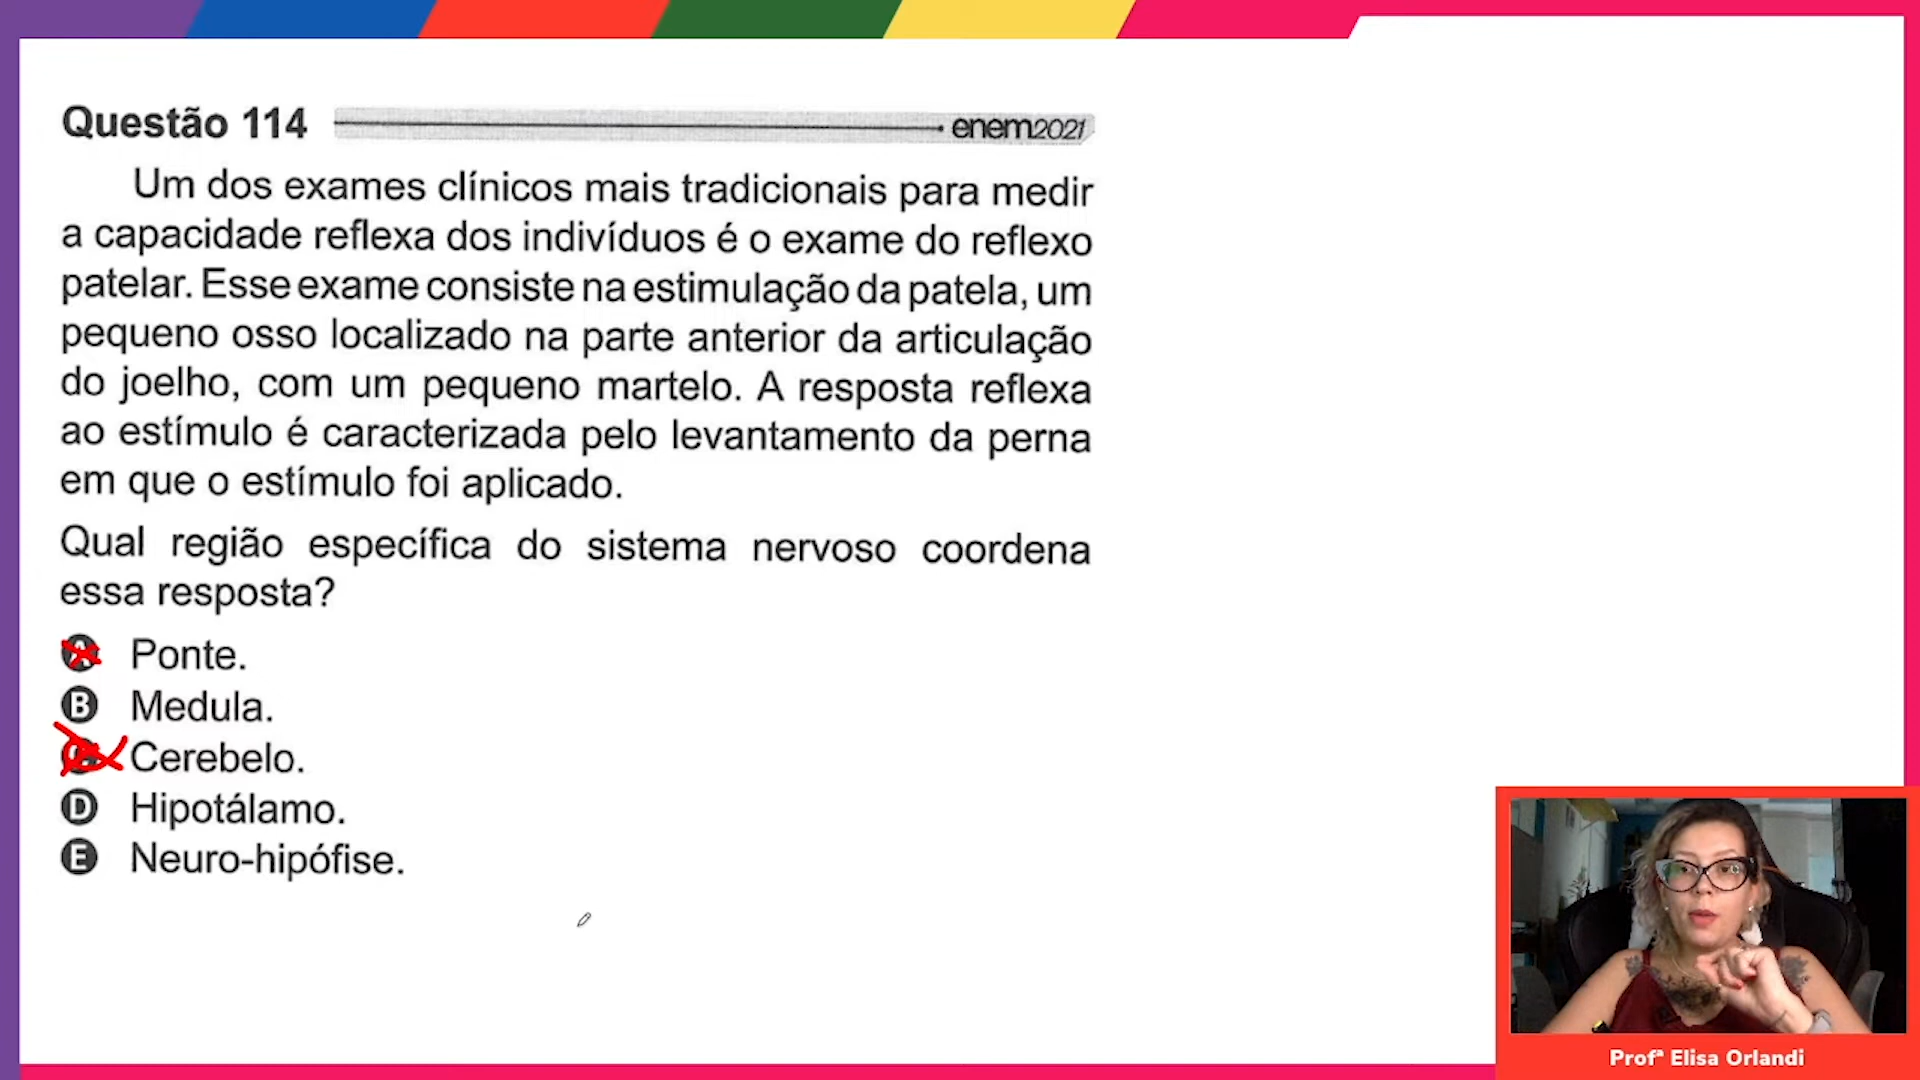 Questão 114
enem2021
Um dos exames clínicos mais tradicionais para medir
a capacidade reflexa dos indivíduos é o exame do reflexo
patelar. Esse exame consiste na estimulação da patela, um
pequeno osso localizado na parte anterior da articulação
do joelho, com um pequeno martelo. A resposta reflexa
ao estímulo é caracterizada pelo levantamento da perna
em que o estímulo foi aplicado.
Qual região específica do sistema nervoso coordena
essa resposta?
A Ponte.
B Medula.
C Cerebelo.
D Hipotálamo.
E Neuro-hipófise.
Profª Elisa Orlandi